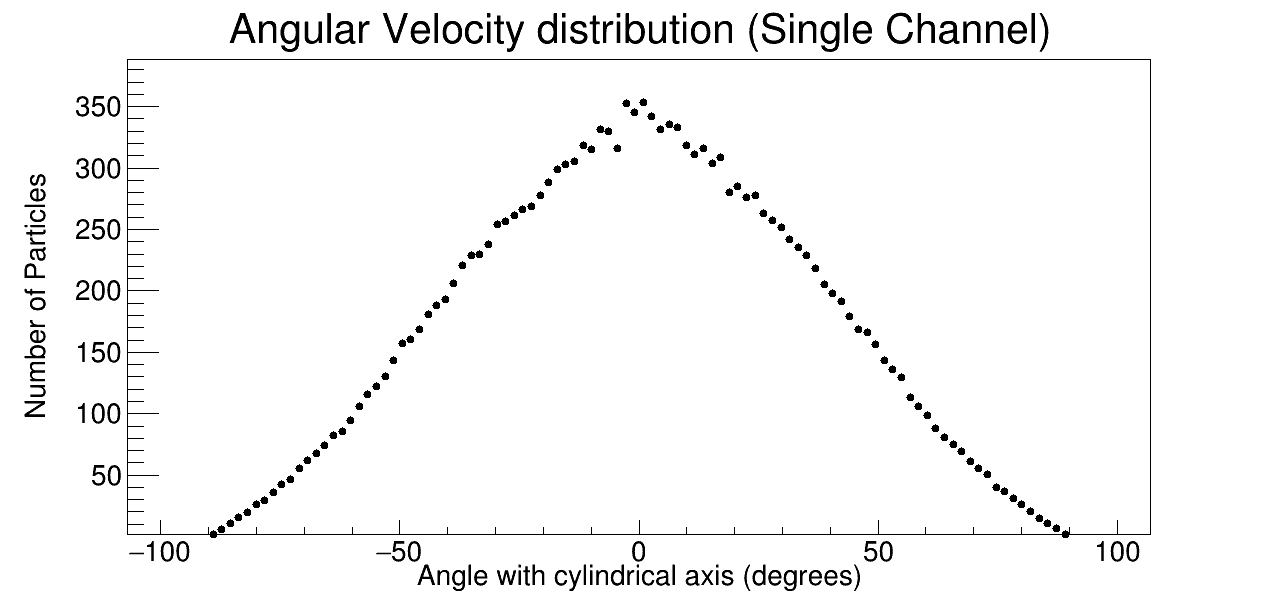 Angular Velocity distribution (Single Channel)
Number of Particles
350
300
250
200
150
100
50
−100 −50 0 50 100
Angle with cylindrical axis (degrees)